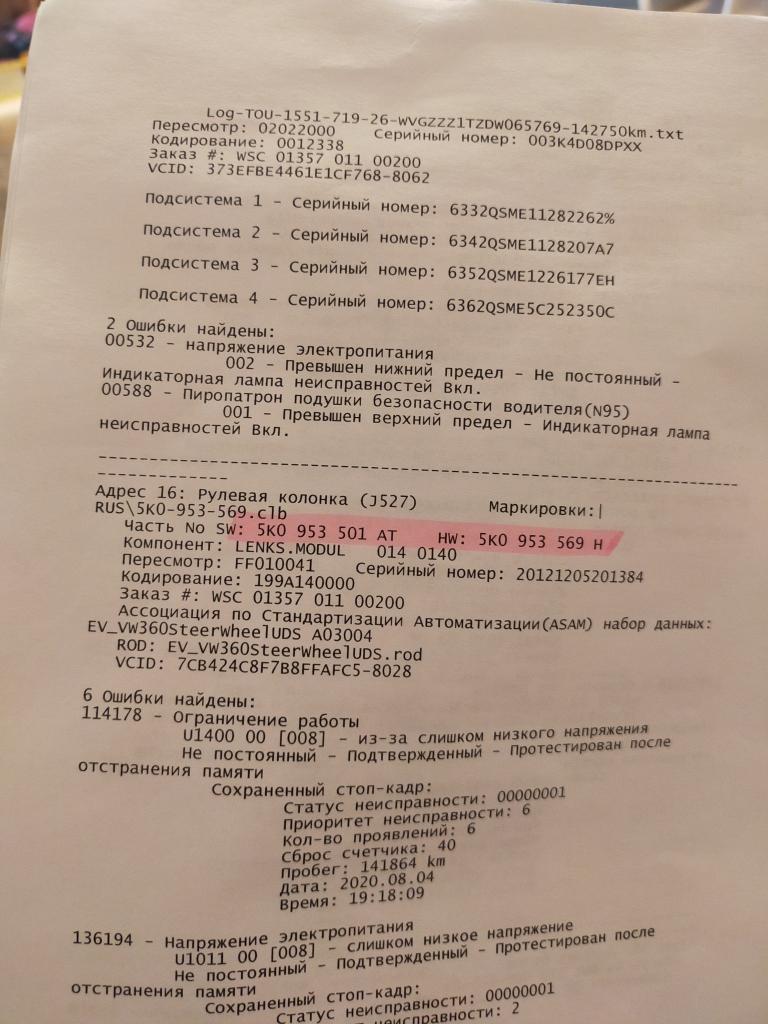 Log-TOU-1551-719-26-WVGZZZ1TZDW065769-142750km.txt
Пересмотр: 02022000 Серийный номер: 003K4D08DPXX
Кодирование: 0012338
Заказ #: WSC 01357 011 00200
VCID: 373EFBE4461E1CF768-8062
Подсистема 1 - Серийный номер: 6332QSME11282262%
Подсистема 2 - Серийный номер: 6342QSME1128207A7
Подсистема 3 - Серийный номер: 6352QSME1226177EH
Подсистема 4 - Серийный номер: 6362QSME5C252350C
2 Ошибки найдены:
00532 - напряжение электропитания
002 - Превышен нижний предел - Не постоянный -
Индикаторная лампа неисправностей Вкл.
00588 - Пиропатрон подушки безопасности водителя(N95)
001 - Превышен верхний предел - Индикаторная лампа
неисправностей Вкл.
--------------------------------------------------------------
-------------
Адрес 16: Рулевая колонка (J527) Маркировки:|
RUS\5K0-953-569.clb
Часть No SW: 5K0 953 501 AT HW: 5K0 953 569 H
Компонент: LENKS.MODUL 014 0140
Пересмотр: FF010041 Серийный номер: 20121205201384
Кодирование: 199A140000
Заказ #: WSC 01357 011 00200
Ассоциация по Стандартизации Автоматизации(ASAM) набор данных:
EV_VW360SteerWheelUDS A03004
ROD: EV_VW360SteerWheelUDS.rod
VCID: 7CB424C8F7B8FFAFC5-8028
6 Ошибки найдены:
114178 - Ограничение работы
U1400 00 [008] - из-за слишком низкого напряжения
Не постоянный - Подтвержденный - Протестирован после
отстранения памяти
Сохраненный стоп-кадр:
Статус неисправности: 00000001
Приоритет неисправности: 6
Кол-во проявлений: 6
Сброс счетчика: 40
Пробег: 141864 km
Дата: 2020.08.04
Время: 19:18:09
136194 - Напряжение электропитания
U1011 00 [008] - слишком низкое напряжение
Не постоянный - Подтвержденный - Протестирован после
отстранения памяти
Сохраненный стоп-кадр:
Статус неисправности: 00000001
неисправности: 2